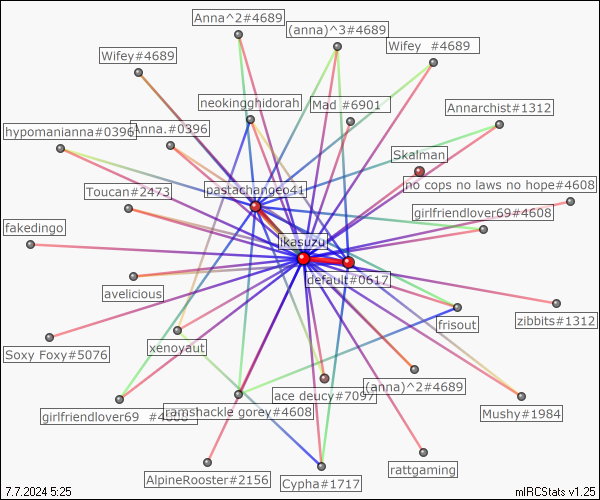 Anna^2#4689
(anna)^3#4689
Wifey  #4689
Wifey#4689
neokingghidorah
Mad #6901
Annarchist#1312
hypomanianna#0396
Anna.#0396
Skalman
pastachangeo41
no cops no laws no hope#4608
Toucan#2473
girlfriendlover69#4608
fakedingo
ikasuzu
default#0617
avelicious
zibbits#1312
frisout
Soxy Foxy#5076
xenoyaut
(anna)^2#4689
ace deucy#7097
girlfriendlover69  #4608
ramshackle gorey#4608
Mushy#1984
AlpineRooster#2156
Cypha#1717
rattgaming
7.7.2024 5:25
mIRCStats v1.25